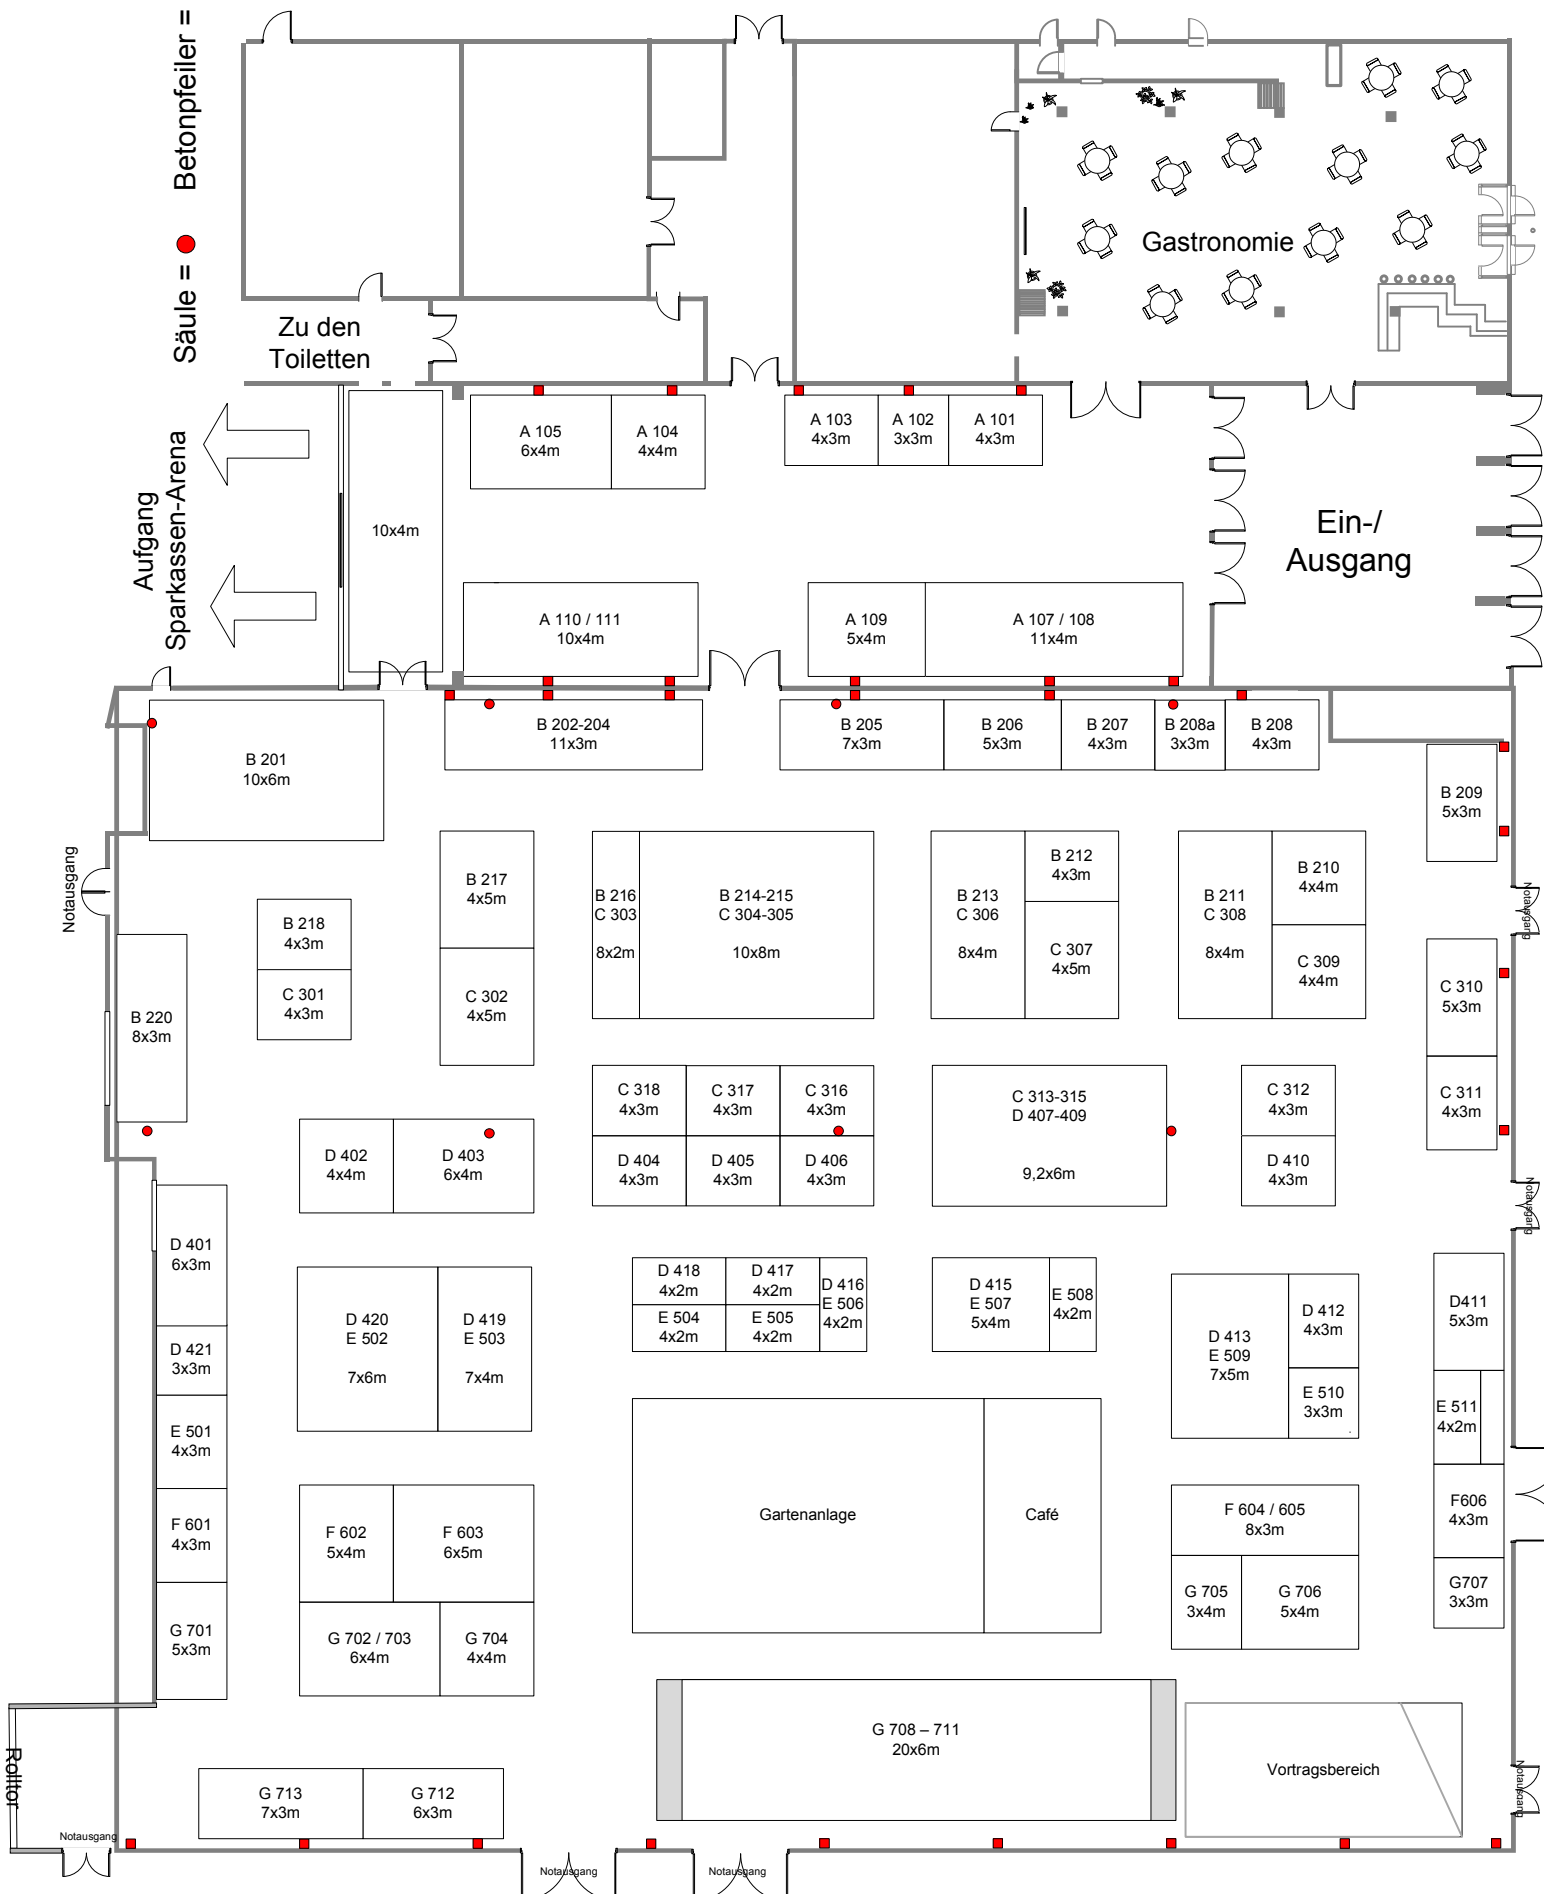 Säule =
Betonpfeiler =
Gastronomie
Zu den
Toiletten
Aufgang
Sparkassen-Arena
Ein-/
Ausgang
A 105
6x4m
A 104
4x4m
A 103
4x3m
A 102
3x3m
A 101
4x3m
10x4m
A 110 / 111
10x4m
A 109
5x4m
A 107 / 108
11x4m
B 201
10x6m
B 202-204
11x3m
B 205
7x3m
B 206
5x3m
B 207
4x3m
B 208a
3x3m
B 208
4x3m
B 209
5x3m
Notausgang
B 217
4x5m
B 218
4x3m
C 301
4x3m
C 302
4x5m
B 220
8x3m
B 216
C 303
8x2m
B 214-215
C 304-305
10x8m
B 213
C 306
8x4m
B 212
4x3m
C 307
4x5m
B 211
C 308
8x4m
B 210
4x4m
C 309
4x4m
Notausgang
C 310
5x3m
C 311
4x3m
C 318
4x3m
C 317
4x3m
C 316
4x3m
C 313-315
D 407-409
9,2x6m
C 312
4x3m
D 402
4x4m
D 403
6x4m
D 404
4x3m
D 405
4x3m
D 406
4x3m
D 410
4x3m
Notausgang
D 401
6x3m
D 421
3x3m
E 501
4x3m
F 601
4x3m
G 701
5x3m
D 420
E 502
7x6m
D 419
E 503
7x4m
D 418
4x2m
D 417
4x2m
D 416
E 506
4x2m
E 504
4x2m
E 505
4x2m
D 415
E 507
5x4m
E 508
4x2m
D 413
E 509
7x5m
D 412
4x3m
E 510
3x3m
D411
5x3m
E 511
4x2m
F606
4x3m
G707
3x3m
Gartenanlage
Café
F 602
5x4m
F 603
6x5m
G 702 / 703
6x4m
G 704
4x4m
F 604 / 605
8x3m
G 705
3x4m
G 706
5x4m
G 708 – 711
20x6m
Vortragsbereich
Notausgang
Rolltor
G 713
7x3m
G 712
6x3m
Notausgang
Notausgang
Notausgang